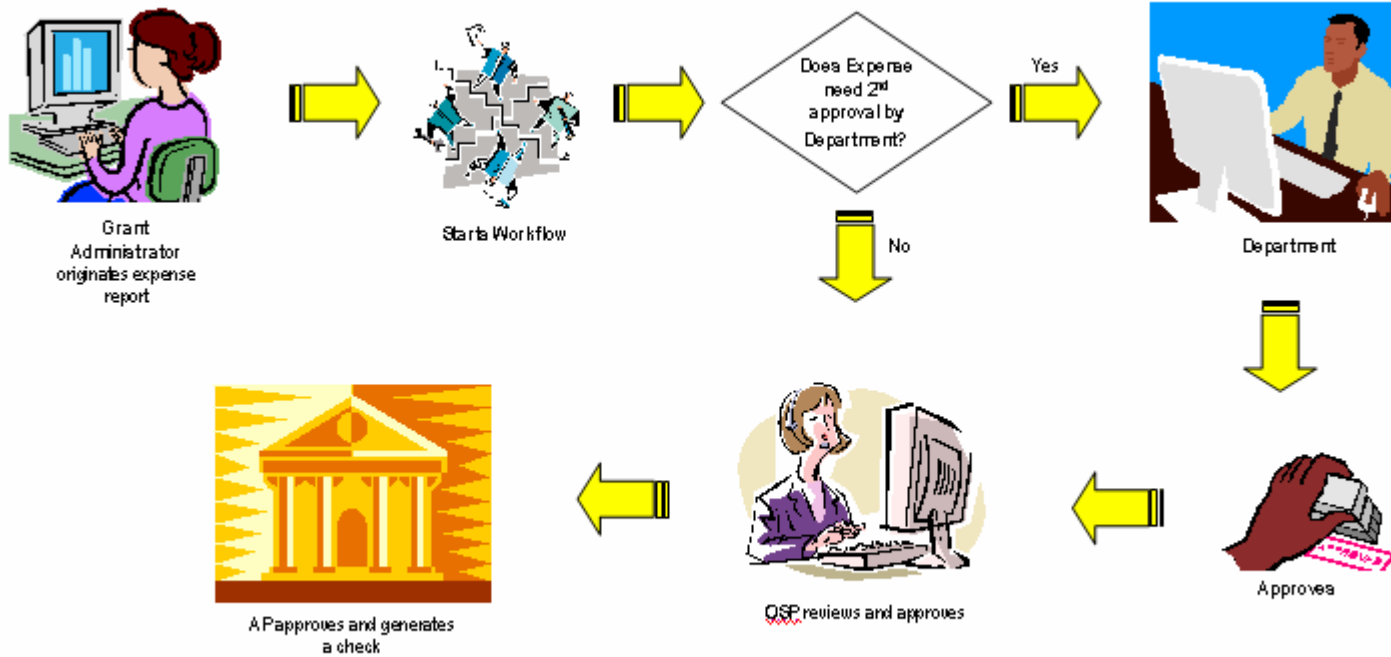 Grant
Administrator
originates expense
report
Starts Workflow
Does Expense
need 2nd
approval by
Department?
Yes
No
Department
Approves
APPROVED
OSP reviews and approves
AP approves and generates
a check